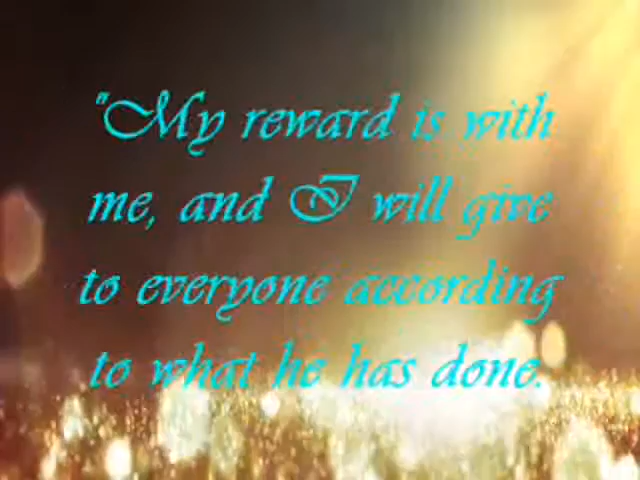 "My reward is with
me, and I will give
to everyone according
to what he has done.